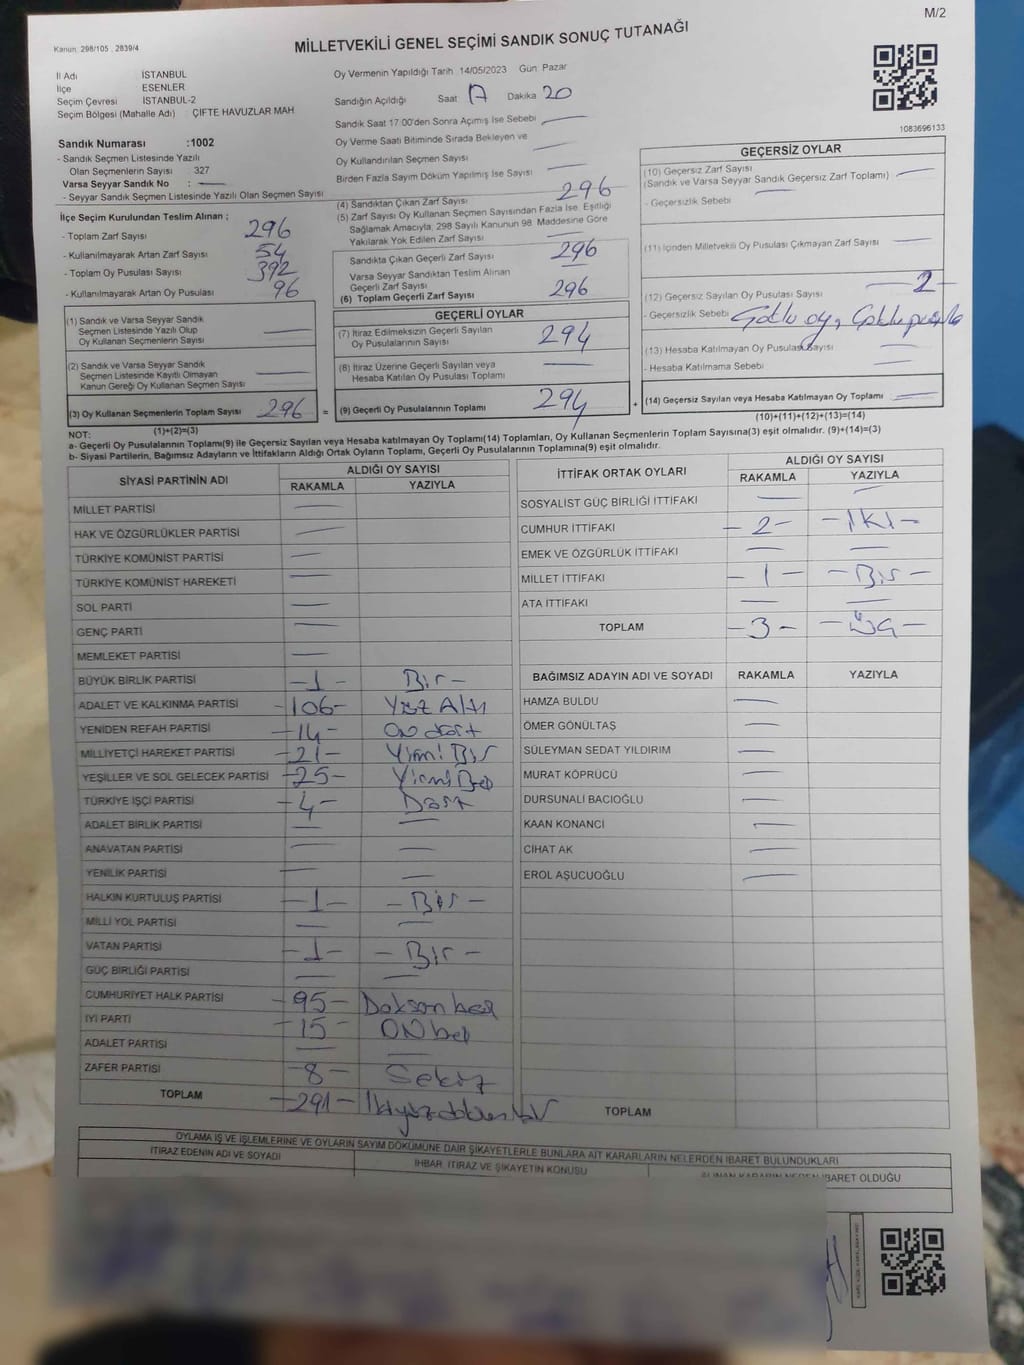 M/2
Kanun: 298/105 , 2839/4
MİLLETVEKİLİ GENEL SEÇİMİ SANDIK SONUÇ TUTANAĞI
İl Adı İSTANBUL
İlçe ESENLER
Seçim Çevresi İSTANBUL-2
Seçim Bölgesi (Mahalle Adı) ÇİFTE HAVUZLAR MAH
Sandık Numarası :1002
- Sandık Seçmen Listesinde Yazılı
Olan Seçmenlerin Sayısı 327
Varsa Seyyar Sandık No :
- Seyyar Sandık Seçmen Listesinde Yazılı Olan Seçmen Sayısı
İlçe Seçim Kurulundan Teslim Alınan ;
- Toplam Zarf Sayısı 296
- Kullanılmayarak Artan Zarf Sayısı 54
- Toplam Oy Pusulası Sayısı 392
- Kullanılmayarak Artan Oy Pusulası 96
(1) Sandık ve Varsa Seyyar Sandık
Seçmen Listesinde Yazılı Olup
Oy Kullanan Seçmenlerin Sayısı
(2) Sandık ve Varsa Seyyar Sandık
Seçmen Listesinde Kayıtlı Olmayan
Kanun Gereği Oy Kullanan Seçmen Sayısı
(3) Oy Kullanan Seçmenlerin Toplam Sayısı 296 =
(1)+(2)=(3)
Oy Vermenin Yapıldığı Tarih :14/05/2023 Gün: Pazar
Sandığın Açıldığı Saat 17 Dakika 20
Sandık Saat 17:00'den Sonra Açımış İse Sebebi
Oy Verme Saati Bitiminde Sırada Bekleyen ve
Oy Kullandırılan Seçmen Sayısı
Birden Fazla Sayım Döküm Yapılmış İse Sayısı
(4) Sandıktan Çıkan Zarf Sayısı 296
(5) Zarf Sayısı Oy Kullanan Seçmen Sayısından Fazla İse, Eşitliği
Sağlamak Amacıyla, 298 Sayılı Kanunun 98. Maddesine Göre
Yakılarak Yok Edilen Zarf Sayısı
Sandıkta Çıkan Geçerli Zarf Sayısı 296
Varsa Seyyar Sandıktan Teslim Alınan
Geçerli Zarf Sayısı
(6) Toplam Geçerli Zarf Sayısı 296
GEÇERLİ OYLAR
(7) İtiraz Edilmeksizin Geçerli Sayılan
Oy Pusulalarının Sayısı 294
(8) İtiraz Üzerine Geçerli Sayılan veya
Hesaba Katılan Oy Pusulası Toplamı
(9) Geçerli Oy Pusulalarının Toplamı 294 +
1083696133
GEÇERSİZ OYLAR
(10) Geçersiz Zarf Sayısı
(Sandık ve Varsa Seyyar Sandık Geçersiz Zarf Toplamı)
- Geçersizlik Sebebi
(11) İçinden Milletvekili Oy Pusulası Çıkmayan Zarf Sayısı
(12) Geçersiz Sayılan Oy Pusulası Sayısı 2-
- Geçersizlik Sebebi
(13) Hesaba Katılmayan Oy Pusulası Sayısı
- Hesaba Katılmama Sebebi
(14) Geçersiz Sayılan veya Hesaba Katılmayan Oy Toplamı
(10)+(11)+(12)+(13)=(14)
NOT:
a- Geçerli Oy Pusulalarının Toplamı(9) ile Geçersiz Sayılan veya Hesaba katılmayan Oy Toplamı(14) Toplamları, Oy Kullanan Seçmenlerin Toplam Sayısına(3) eşit olmalıdır. (9)+(14)=(3)
b- Siyasi Partilerin, Bağımsız Adayların ve İttifakların Aldığı Ortak Oyların Toplamı, Geçerli Oy Pusulalarının Toplamına(9) eşit olmalıdır.
SİYASİ PARTİNİN ADI ALDIĞI OY SAYISI
RAKAMLA YAZIYLA
MİLLET PARTİSİ
HAK VE ÖZGÜRLÜKLER PARTİSİ
TÜRKİYE KOMÜNİST PARTİSİ
TÜRKİYE KOMÜNİST HAREKETİ
SOL PARTİ
GENÇ PARTİ
MEMLEKET PARTİSİ
BÜYÜK BİRLİK PARTİSİ -1- Bir-
ADALET VE KALKINMA PARTİSİ -106- Yüz Altı
YENİDEN REFAH PARTİSİ -14- On dört
MİLLİYETÇİ HAREKET PARTİSİ -21- Yirmi Bir
YEŞİLLER VE SOL GELECEK PARTİSİ -25- Yirmi Beş
TÜRKİYE İŞÇİ PARTİSİ -4- Dört
ADALET BİRLİK PARTİSİ
ANAVATAN PARTİSİ
YENİLİK PARTİSİ
HALKIN KURTULUŞ PARTİSİ -1- -Bir-
MİLLİ YOL PARTİSİ
VATAN PARTİSİ -1- -Bir-
GÜÇ BİRLİĞİ PARTİSİ
CUMHURİYET HALK PARTİSİ -95- Doksan beş
İYİ PARTİ -15- ON beş
ADALET PARTİSİ
ZAFER PARTİSİ -8- Sekiz
TOPLAM -291- İkiyüzdoksan bir
İTTİFAK ORTAK OYLARI ALDIĞI OY SAYISI
RAKAMLA YAZIYLA
SOSYALİST GÜÇ BİRLİĞİ İTTİFAKI
CUMHUR İTTİFAKI -2- -İKİ-
EMEK VE ÖZGÜRLÜK İTTİFAKI
MİLLET İTTİFAKI -1- -Bir-
ATA İTTİFAKI
TOPLAM -3- -Üç-
BAĞIMSIZ ADAYIN ADI VE SOYADI RAKAMLA YAZIYLA
HAMZA BULDU
ÖMER GÖNÜLTAŞ
SÜLEYMAN SEDAT YILDIRIM
MURAT KÖPRÜCÜ
DURSUNALİ BACIOĞLU
KAAN KONANCI
CİHAT AK
EROL AŞUCUOĞLU
TOPLAM
OYLAMA İŞ VE İŞLEMLERİNE VE OYLARIN SAYIM DÖKÜMÜNE DAİR ŞİKAYETLERLE BUNLARA AİT KARARLARIN NELERDEN İBARET BULUNDUKLARI
İTİRAZ EDENİN ADI VE SOYADI İHBAR, İTİRAZ VE ŞİKAYETİN KONUSU ALINAN KARARIN NEDEN İBARET OLDUĞU